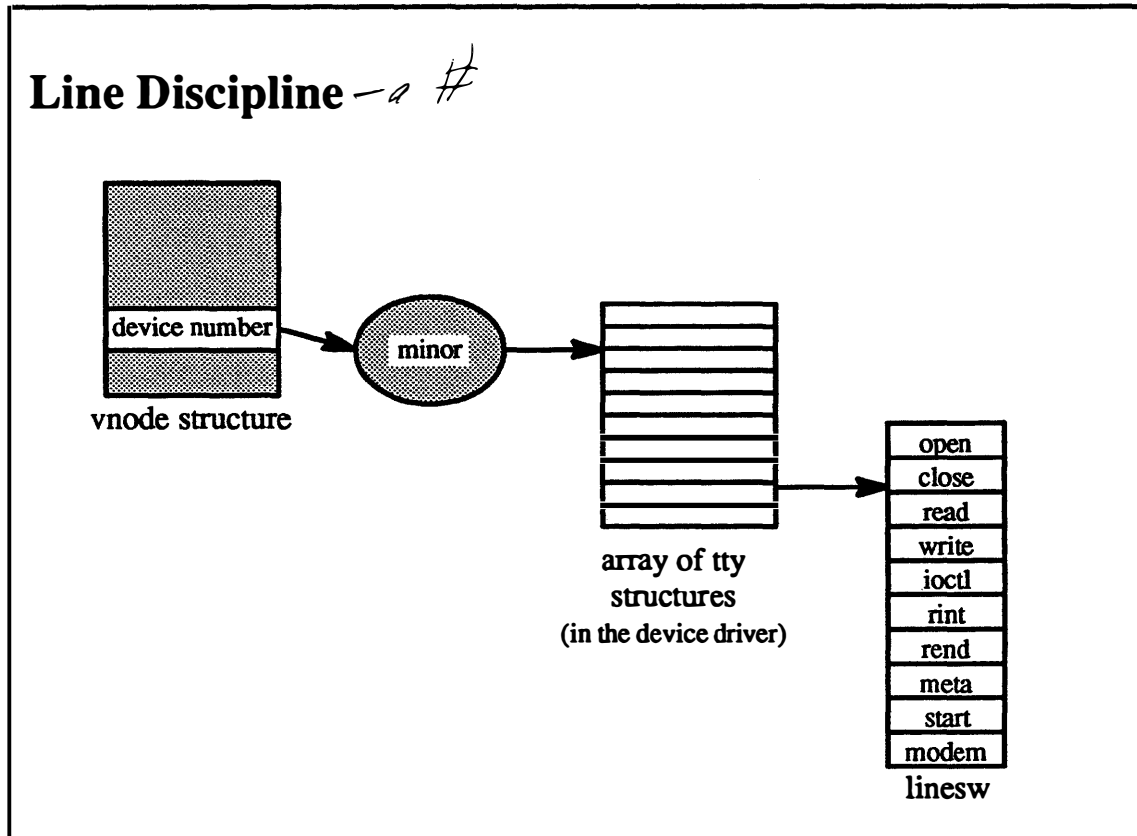 Line Discipline – a #
device number
vnode structure
minor
array of tty
structures
(in the device driver)
open
close
read
write
ioctl
rint
rend
meta
start
modem
linesw